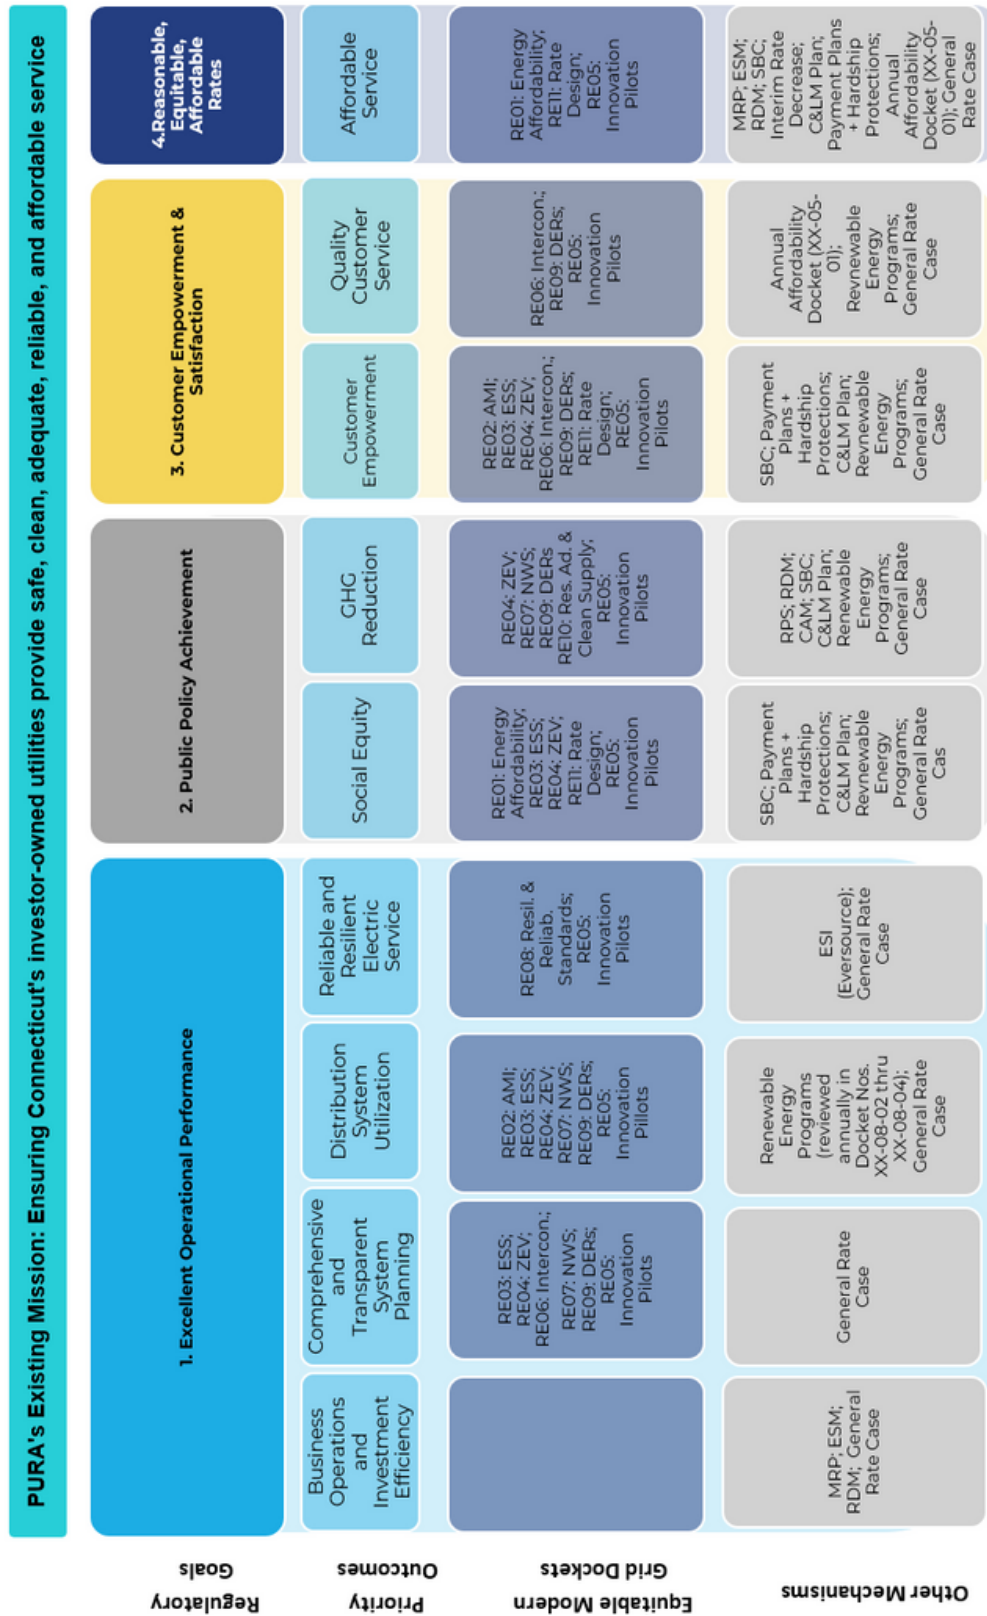 PURA's Existing Mission: Ensuring Connecticut's investor-owned utilities provide safe, clean, adequate, reliable, and affordable service
Regulatory
Goals
1. Excellent Operational Performance
2. Public Policy Achievement
3. Customer Empowerment &
Satisfaction
4.Reasonable,
Equitable,
Affordable
Rates
Priority
Outcomes
Business
Operations
and
Investment
Efficiency
Comprehensive
and
Transparent
System
Planning
Distribution
System
Utilization
Reliable and
Resilient
Electric
Service
Social Equity
GHG
Reduction
Customer
Empowerment
Quality
Customer
Service
Affordable
Service
Equitable Modern
Grid Dockets
RE03: ESS;
RE04: ZEV;
RE06: Intercon.;
RE07: NWS;
RE09: DERs;
RE05:
Innovation
Pilots
RE02: AMI;
RE03: ESS;
RE04: ZEV;
RE07: NWS;
RE09: DERs;
RE05:
Innovation
Pillots
RE08: Resil. &
Reliab.
Standards;
RE05:
Innovation
Pilots
RE01: Energy
Affordability;
RE03: ESS;
RE04: ZEV;
RE11: Rate
Design;
RE05:
Innovation
Pilots
RE04: ZEV;
RE07: NWS;
RE09: DERs
RE10: Res. Ad. &
Clean Supply;
RE05:
Innovation
Pilots
RE02: AMI;
RE03: ESS;
RE04: ZEV;
RE06: Intercon.;
RE09: DERs;
RE11: Rate
Design;
RE05:
Innovation
Pilots
RE06: Intercon.;
RE09: DERs;
RE05:
Innovation
Pilots
RE01: Energy
Affordability;
RE11: Rate
Design;
RE05:
Innovation
Pilots
Other Mechanisms
MRP; ESM;
RDM; General
Rate Case
General Rate
Case
Renewable
Energy
Programs
(reviewed
annually in
Docket Nos.
XX-08-02 thru
XX-08-04);
General Rate
Case
ESI
(Eversource);
General Rate
Case
SBC; Payment
Plans +
Hardship
Protections;
C&LM Plan;
Revnewable
Energy
Programs;
General Rate
Cas
RPS; RDM;
CAM; SBC;
C&LM Plan;
Renewable
Energy
Programs;
General Rate
Case
SBC; Payment
Plans +
Hardship
Protections;
C&LM Plan;
Revnewable
Energy
Programs;
General Rate
Case
Annual
Affordability
Docket (XX-05-
01);
Revnewable
Energy
Programs;
General Rate
Case
MRP; ESM;
RDM; SBC;
Interim Rate
Decrease;
C&LM Plan;
Payment Plans
+ Hardship
Protections;
Annual
Affordability
Docket (XX-05-
01); General
Rate Case